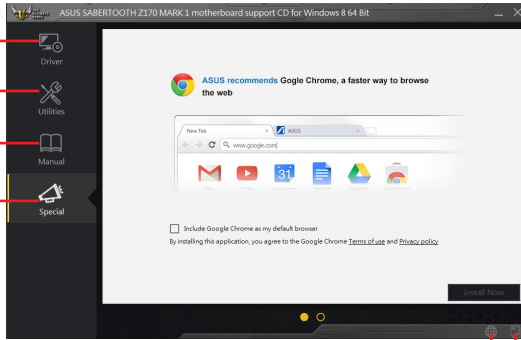 ASUS SABERTOOTH Z170 MARK 1 motherboard support CD for Windows 8 64 Bit
Driver
Utilities
Manual
Special
ASUS recommends Gogle Chrome, a faster way to browse
the web
New Tab
ASUS
www.google.com
31
Include Google Chrome as my default browser
By installing this application, you agree to the Google Chrome Terms of use and Privacy policy
Install Now